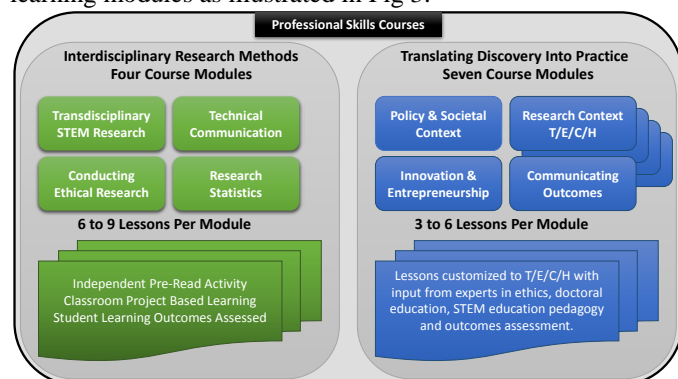 learning modules as illustrated in Fig 3.
Professional Skills Courses
Interdisciplinary Research Methods
Four Course Modules
Transdisciplinary
STEM Research
Technical
Communication
Conducting
Ethical Research
Research
Statistics
6 to 9 Lessons Per Module
Independent Pre-Read Activity
Classroom Project Based Learning
Student Learning Outcomes Assessed
Translating Discovery Into Practice
Seven Course Modules
Policy & Societal
Context
Research Context
T/E/C/H
Innovation &
Entrepreneurship
Communicating
Outcomes
3 to 6 Lessons Per Module
Lessons customized to T/E/C/H with
input from experts in ethics, doctoral
education, STEM education pedagogy
and outcomes assessment.